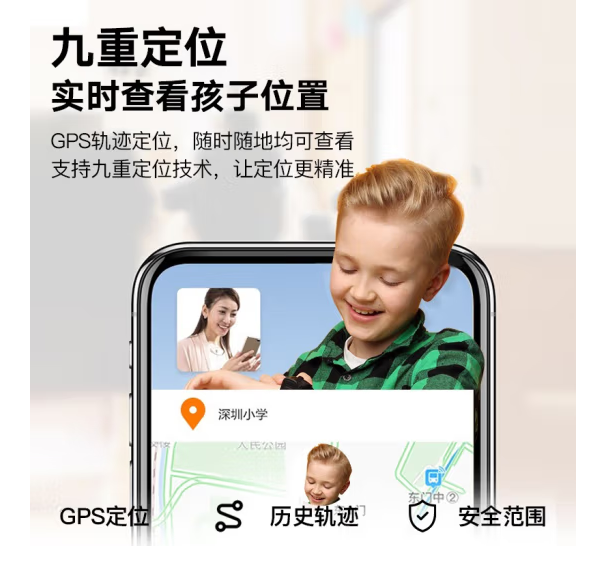 九重定位
实时查看孩子位置
GPS轨迹定位，随时随地均可查看
支持九重定位技术，让定位更精准
深圳小学
人民公园
东门中②
门
GPS定位
历史轨迹
安全范围